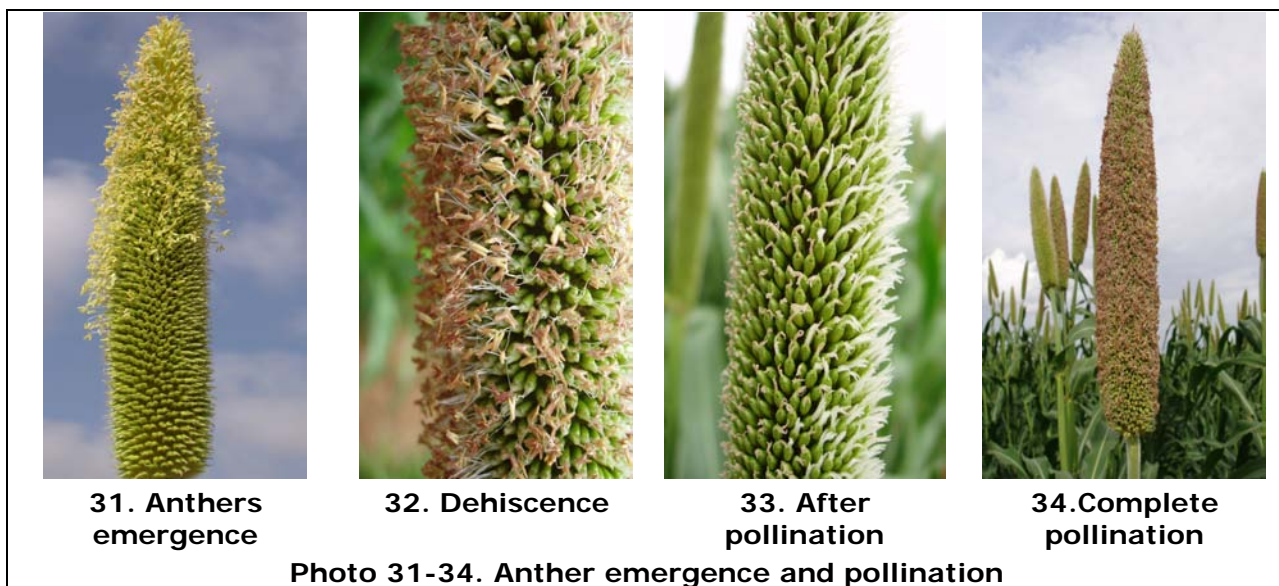 31. Anthers
emergence
32. Dehiscence
33. After
pollination
34.Complete
pollination
Photo 31-34. Anther emergence and pollination